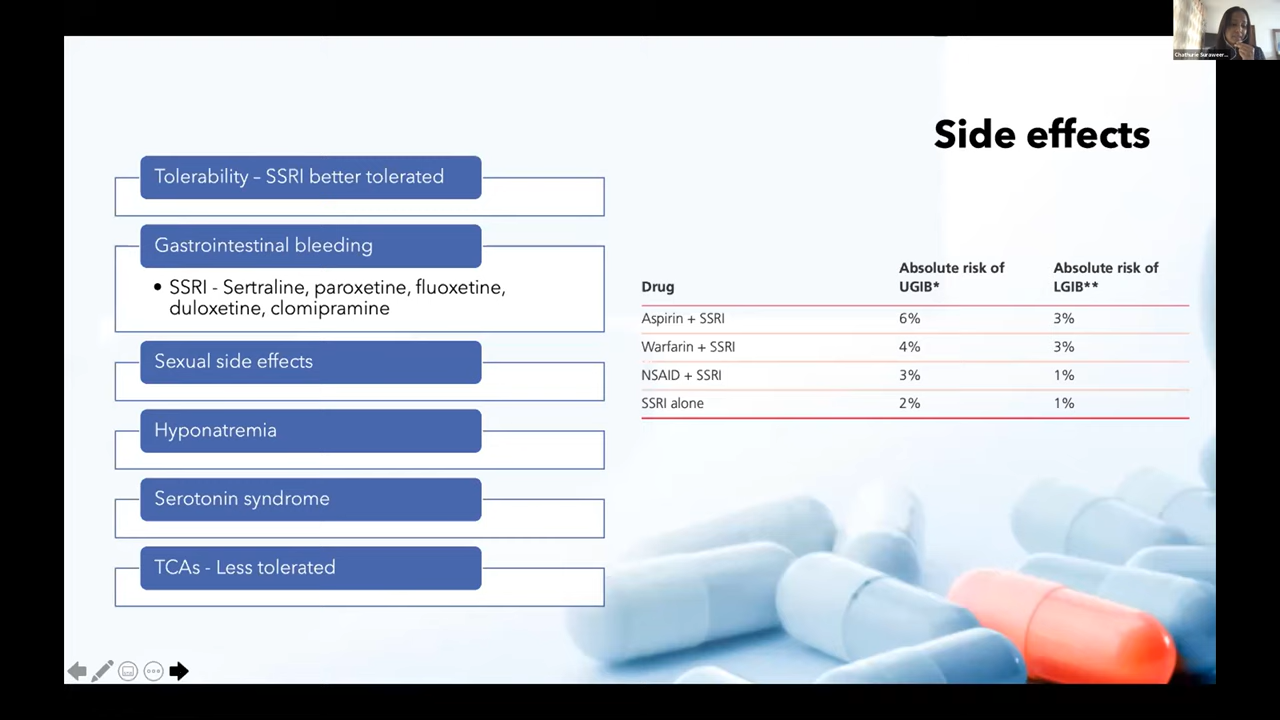 Chathurie Suraweer...
Side effects
Tolerability – SSRI better tolerated
Gastrointestinal bleeding
• SSRI - Sertraline, paroxetine, fluoxetine,
duloxetine, clomipramine
Sexual side effects
Hyponatremia
Serotonin syndrome
TCAs - Less tolerated
Drug Absolute risk of UGIB* Absolute risk of LGIB**
Aspirin + SSRI 6% 3%
Warfarin + SSRI 4% 3%
NSAID + SSRI 3% 1%
SSRI alone 2% 1%